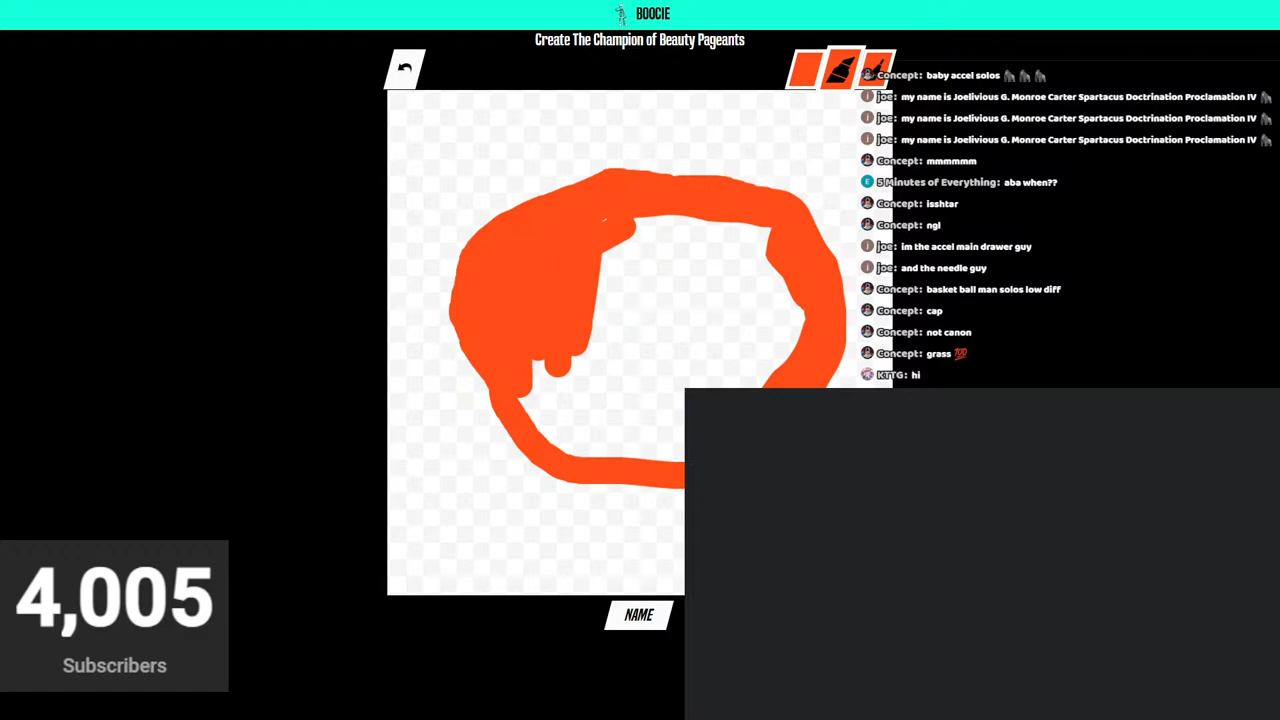 BOOCIE
Create The Champion of Beauty Pageants
Concept: baby accel solos 🦍 🦍 🦍
joe: my name is Joelivious G. Monroe Carter Spartacus Doctrination Proclamation IV 🦍
joe: my name is Joelivious G. Monroe Carter Spartacus Doctrination Proclamation IV 🦍
joe: my name is Joelivious G. Monroe Carter Spartacus Doctrination Proclamation IV 🦍
Concept: mmmmmm
E 5 Minutes of Everything: aba when??
Concept: isshtar
Concept: ngl
joe: im the accel main drawer guy
joe: and the needle guy
Concept: basket ball man solos low diff
Concept: cap
Concept: not canon
Concept: grass 💯
KTTG: hi
NAME
4,005
Subscribers